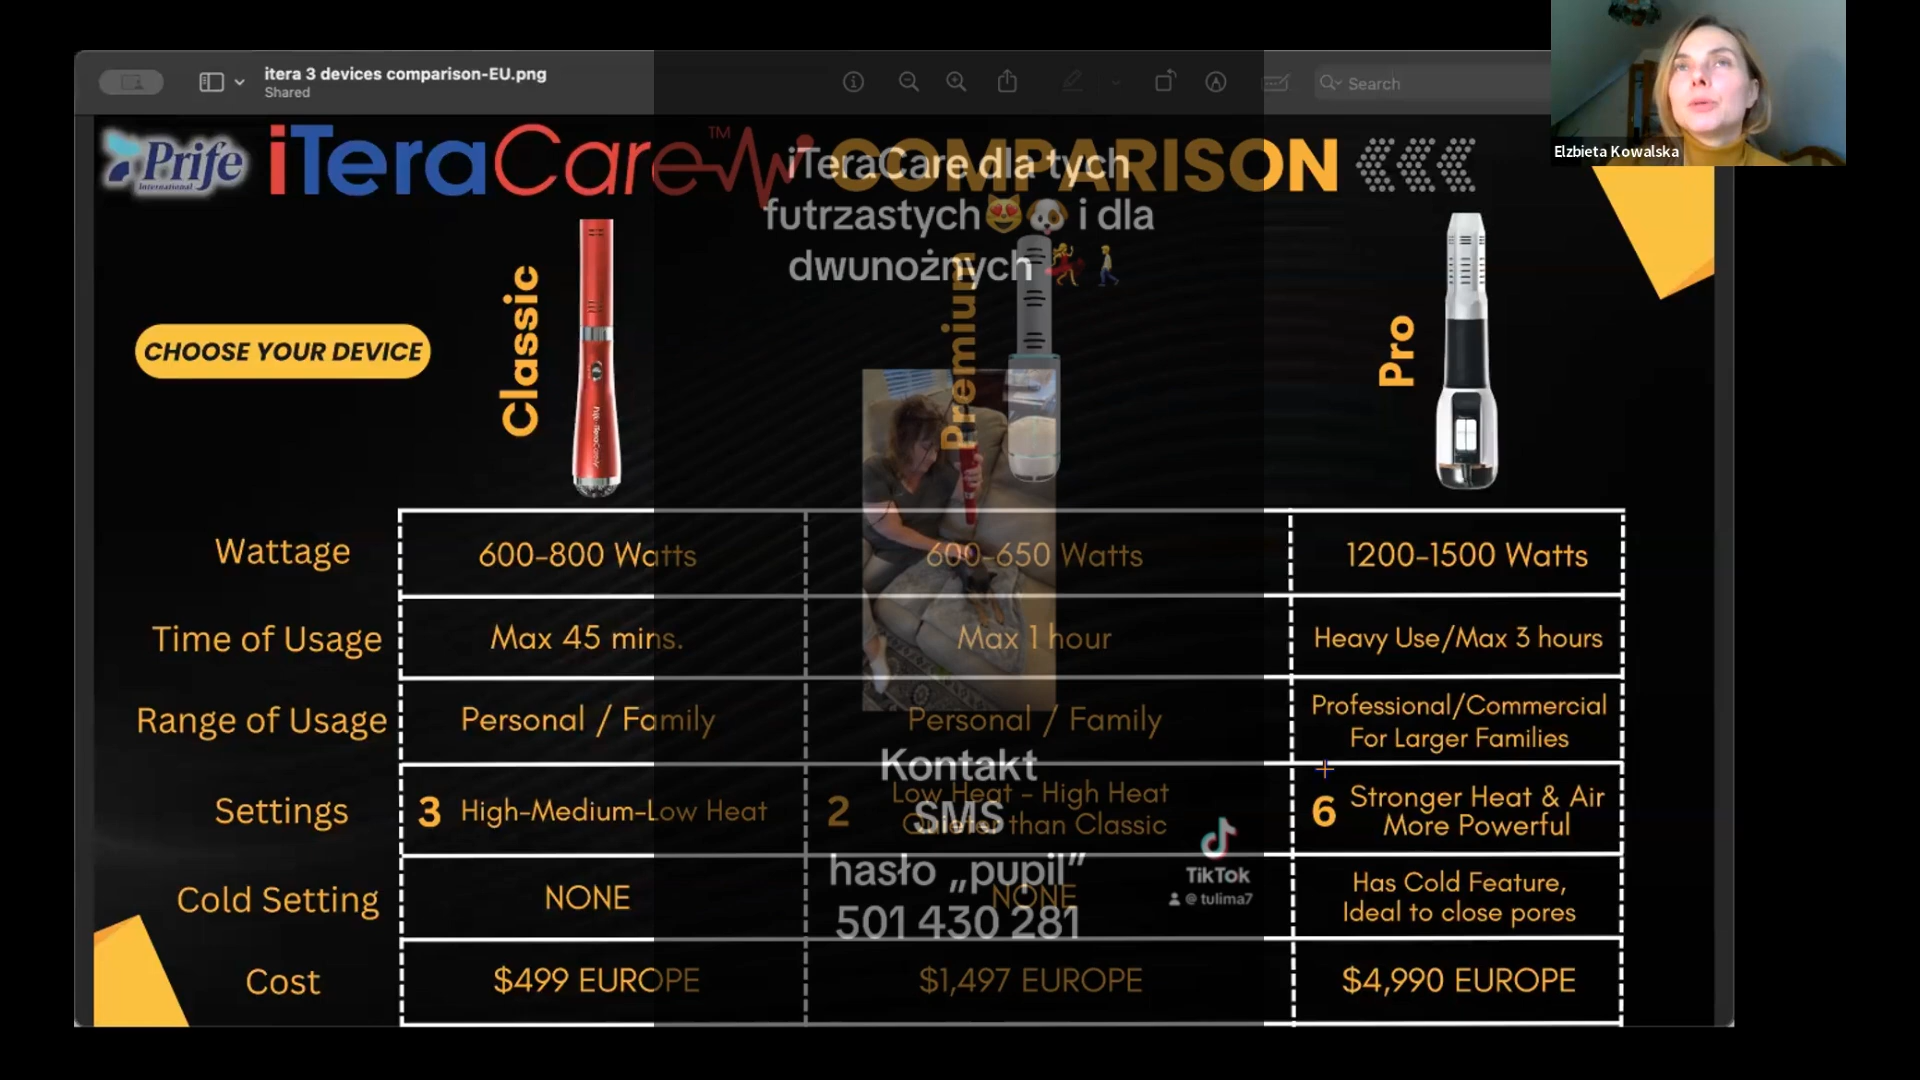 itera 3 devices comparison-EU.png
Shared
Search
Elzbieta Kowalska
Prife
International
iTeraCare™
COMPARISON
iTeraCare dla tych
futrzastych😻🐶 i dla
dwunożnych 💃🚶
CHOOSE YOUR DEVICE
Classic
Premium
Pro
Wattage
600-800 Watts
600-650 Watts
1200-1500 Watts
Time of Usage
Max 45 mins.
Max 1 hour
Heavy Use/Max 3 hours
Range of Usage
Personal / Family
Personal / Family
Professional/Commercial
For Larger Families
Settings
3 High-Medium-Low Heat
2 Low Heat - High Heat
Quieter than Classic
6 Stronger Heat & Air
More Powerful
Cold Setting
NONE
NONE
Has Cold Feature,
Ideal to close pores
Cost
$499 EUROPE
$1,497 EUROPE
$4,990 EUROPE
Kontakt
SMS
hasło „pupil”
501 430 281
TikTok
@tulima7